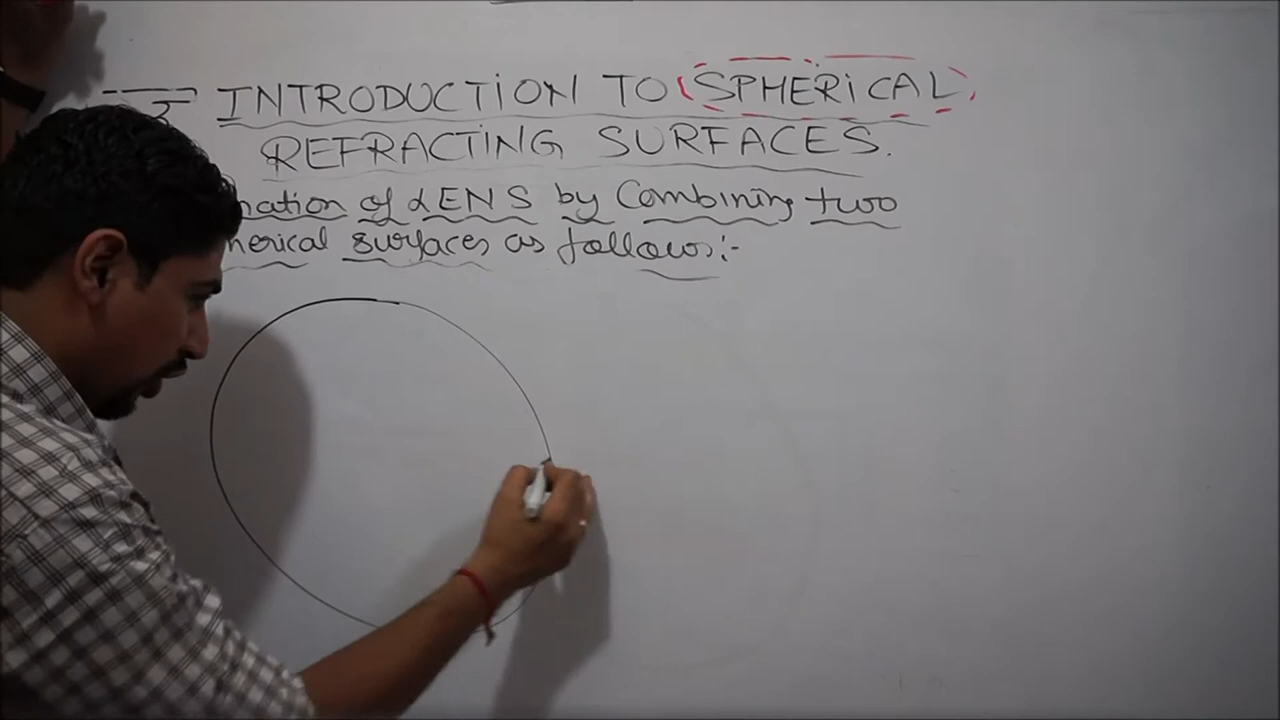 INTRODUCTION TO (SPHERiCAL)
REFRACTING SURFACES.
nation of LENS by Combining two
herical surfaces as follows:-